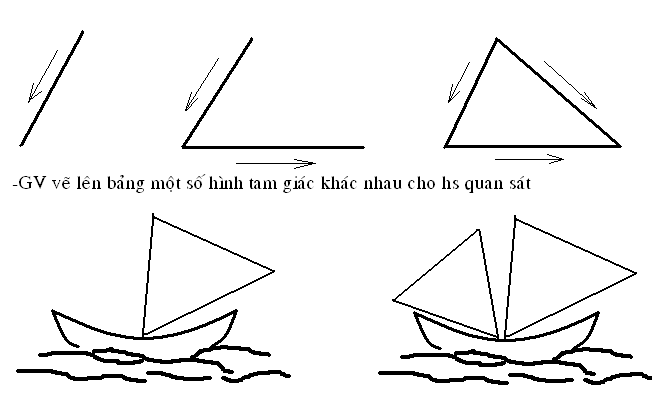 -GV vẽ lên bảng một số hình tam giác khác nhau cho hs quan sát